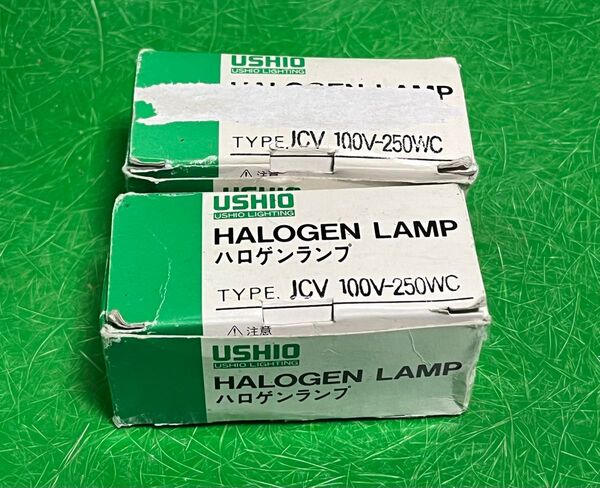 USHIO
USHIO LIGHTING
HALOGEN LAMP
TYPE. JCV 100V-250WC
⚠注意
USHIO
USHIO LIGHTING
HALOGEN LAMP
ハロゲンランプ
TYPE. JCV 100V-250WC
⚠注意
USHIO
USHIO LIGHTING
HALOGEN LAMP
ハロゲンランプ